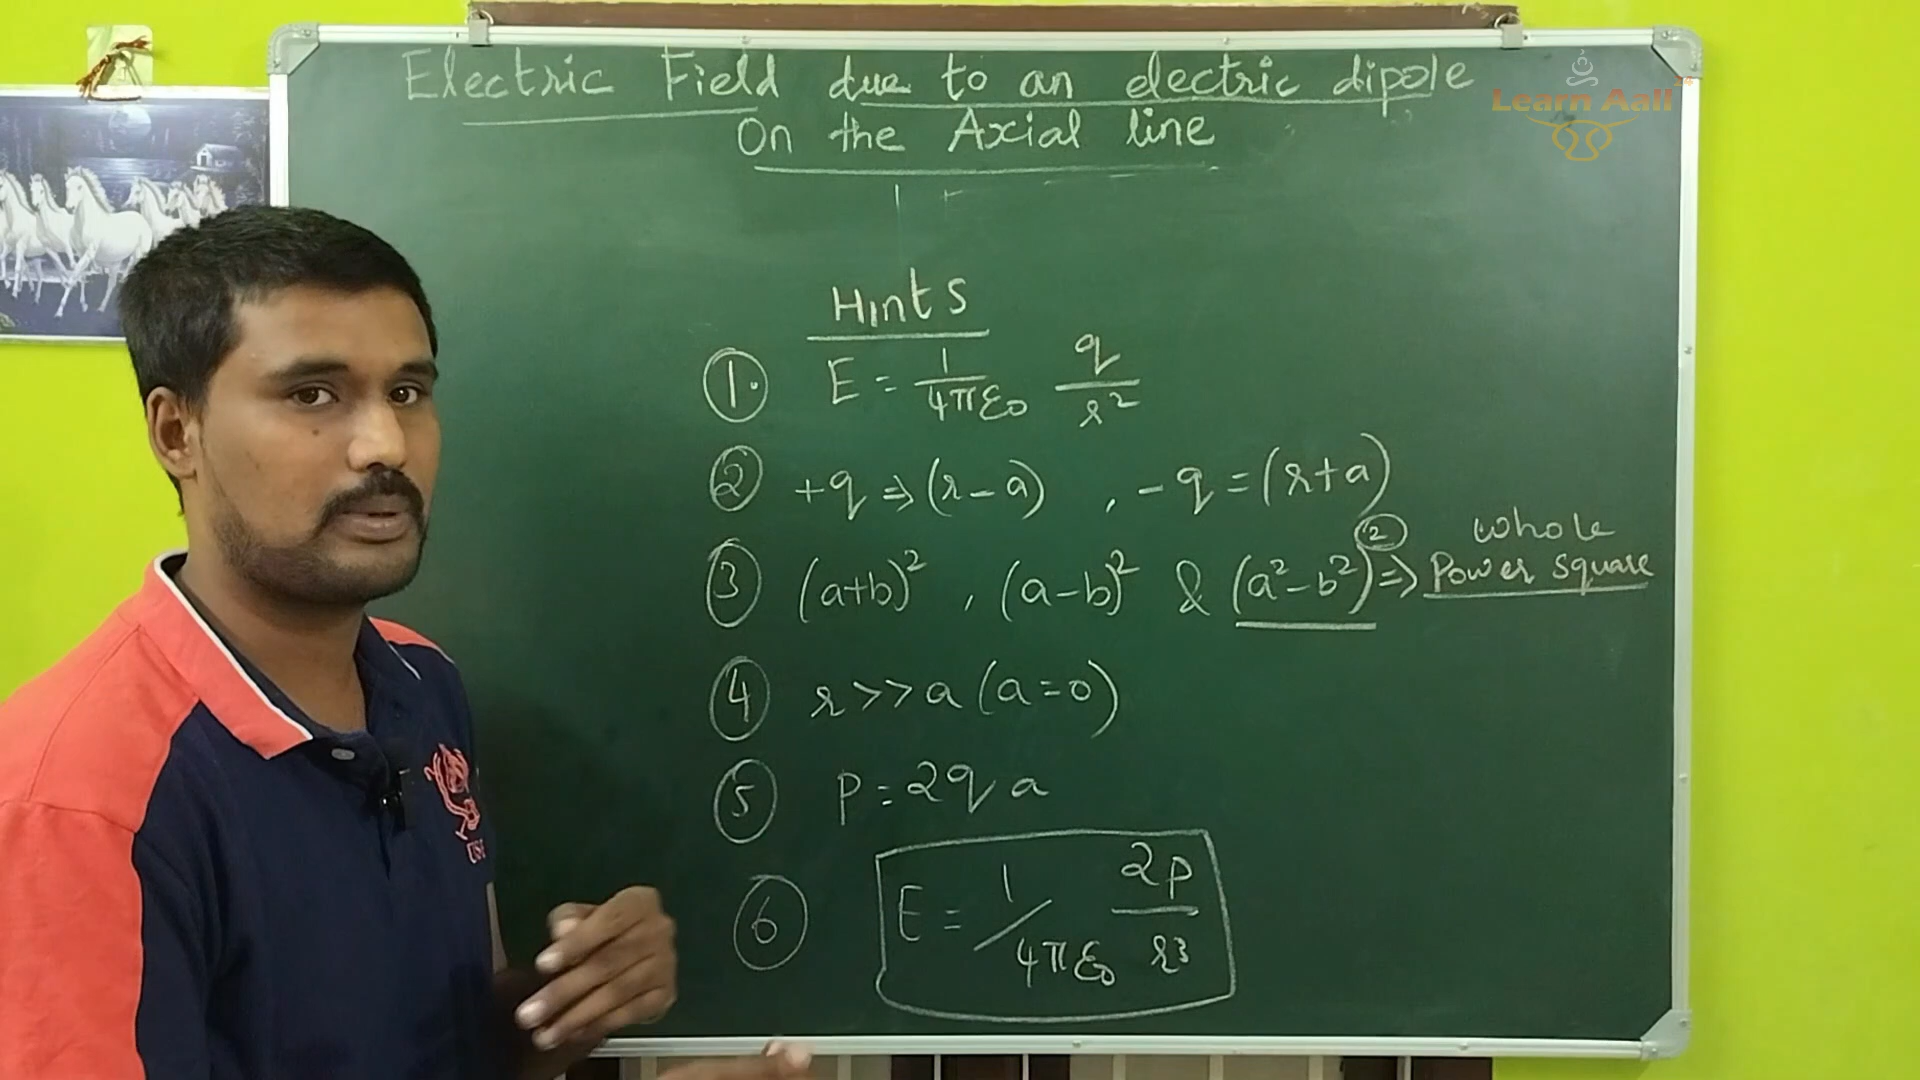 Electric Field due to an electric dipole
On the Axial line
Learn Aall
Hints
① E = 1/4πε₀ q/r²
② +q ⇒ (r-a) , -q = (r+a)
③ (a+b)² , (a-b)² & (a²-b²)² ⇒ Whole Power Square
④ r>>a (a=0)
⑤ P = 2qa
⑥ E = 1/4πε₀ 2p/r³